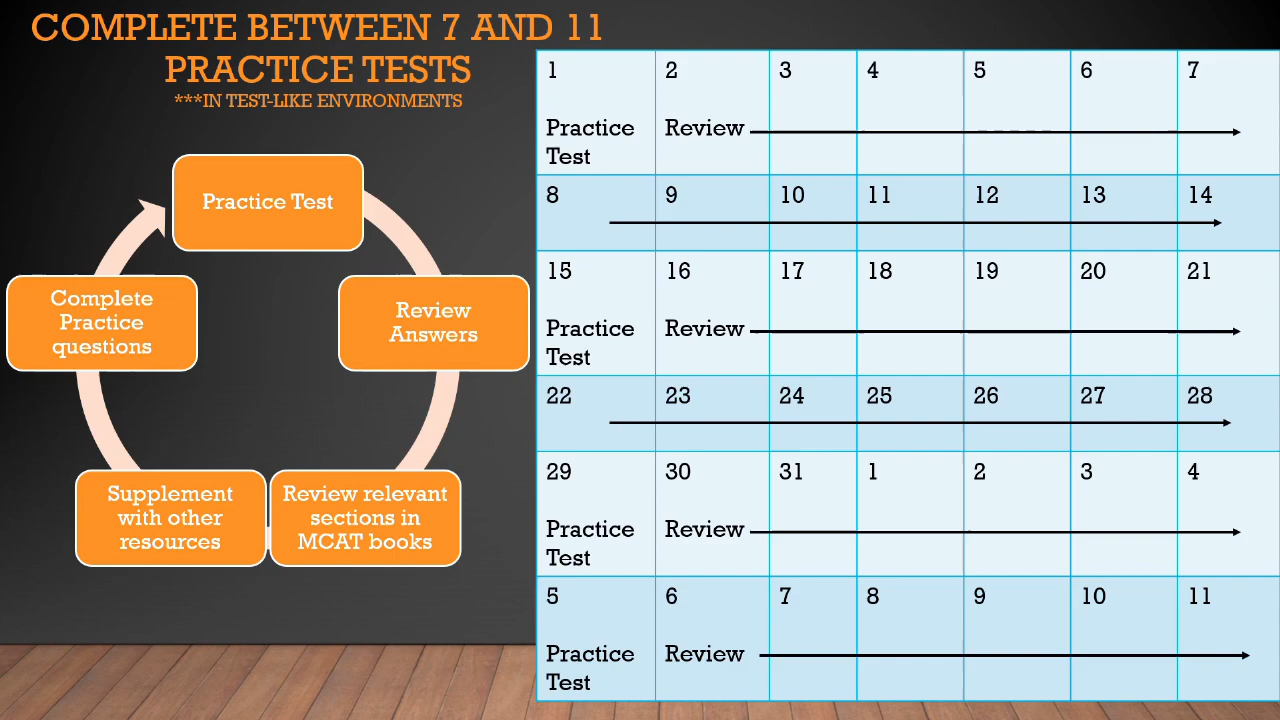 COMPLETE BETWEEN 7 AND 11
PRACTICE TESTS
***IN TEST-LIKE ENVIRONMENTS
Practice Test
Review
Answers
Review relevant
sections in
MCAT books
Supplement
with other
resources
Complete
Practice
questions
1 2 3 4 5 6 7
Practice Review
Test
8 9 10 11 12 13 14
15 16 17 18 19 20 21
Practice Review
Test
22 23 24 25 26 27 28
29 30 31 1 2 3 4
Practice Review
Test
5 6 7 8 9 10 11
Practice Review
Test